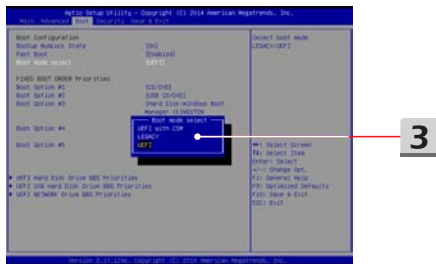 Aptio Setup Utility - Copyright (C) 2014 American Megatrends, Inc.
Main Advanced Boot Security Save & Exit
Boot Configuration
Bootup NumLock State [On]
Fast Boot [Enabled]
Boot mode select [UEFI]
FIXED BOOT ORDER Priorities
Boot Option #1 [CD/DVD]
Boot Option #2 [USB CD/DVD]
Boot Option #3 [Hard Disk:Windows Boot
Manager (KINGSTON
Boot Option #4
Boot Option #5
Boot mode select
UEFI with CSM
LEGACY
UEFI
UEFI Hard Disk Drive BBS Priorities
UEFI USB Hard Disk Drive BBS Priorities
UEFI NETWORK Drive BBS Priorities
Select boot mode
LEGACY/UEFI
3
: Select Screen
: Select Item
Enter: Select
+/-: Change Opt.
F1: General Help
F9: Optimized Defaults
F10: Save & Exit
ESC: Exit
Version 2.17.1246. Copyright (C) 2014 American Megatrends, Inc.